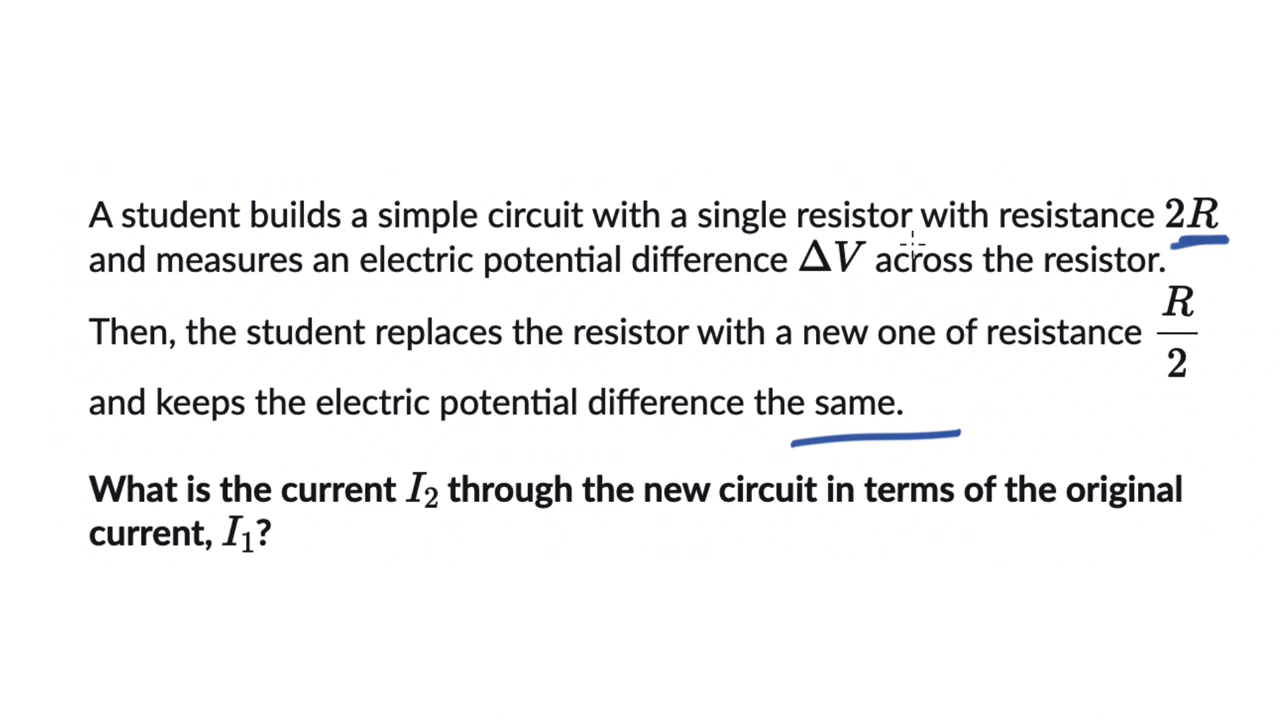 A student builds a simple circuit with a single resistor with resistance 2R
and measures an electric potential difference ΔV across the resistor.
Then, the student replaces the resistor with a new one of resistance R/2
and keeps the electric potential difference the same.
What is the current I₂ through the new circuit in terms of the original
current, I₁?